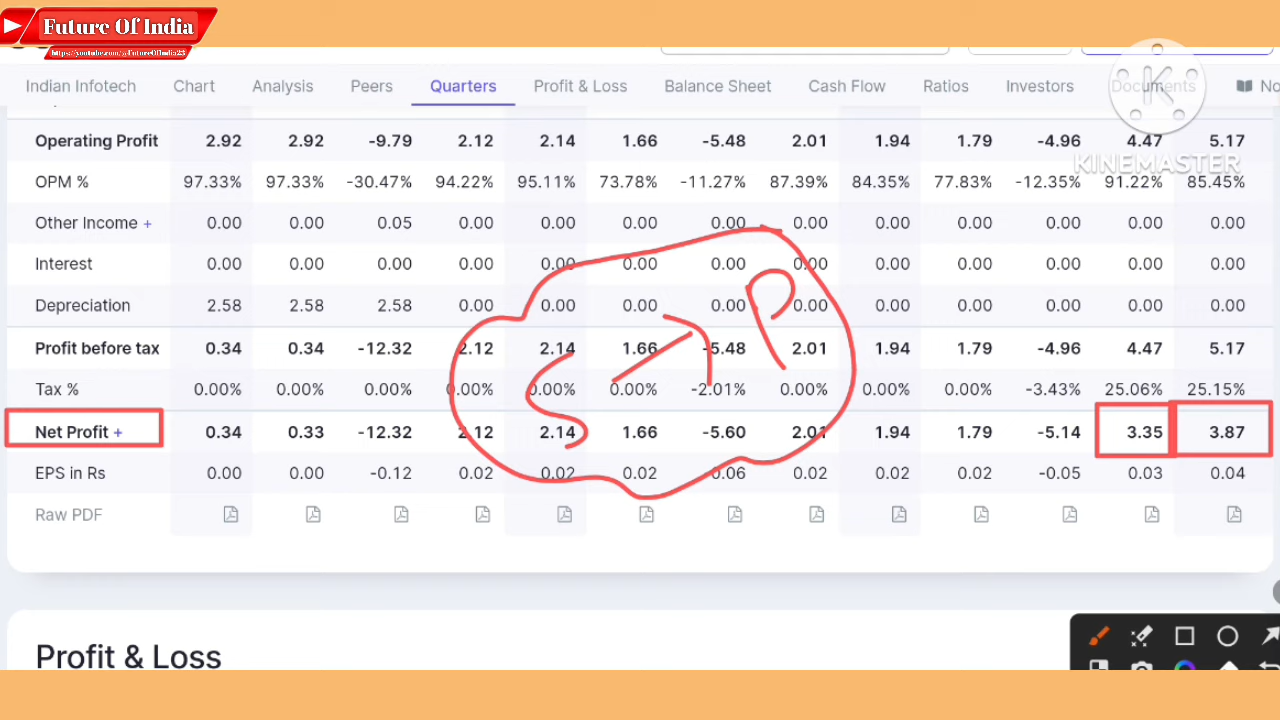 Future Of India
https://youtube.com/@FutureOfIndia23
Indian Infotech Chart Analysis Peers Quarters Profit & Loss Balance Sheet Cash Flow Ratios Investors Documents No
KINEMASTER
Operating Profit 2.92 2.92 -9.79 2.12 2.14 1.66 -5.48 2.01 1.94 1.79 -4.96 4.47 5.17
OPM % 97.33% 97.33% -30.47% 94.22% 95.11% 73.78% -11.27% 87.39% 84.35% 77.83% -12.35% 91.22% 85.45%
Other Income + 0.00 0.00 0.05 0.00 0.00 0.00 0.00 0.00 0.00 0.00 0.00 0.00 0.00
Interest 0.00 0.00 0.00 0.00 0.00 0.00 0.00 0.00 0.00 0.00 0.00 0.00 0.00
Depreciation 2.58 2.58 2.58 0.00 0.00 0.00 0.00 0.00 0.00 0.00 0.00 0.00 0.00
Profit before tax 0.34 0.34 -12.32 2.12 2.14 1.66 -5.48 2.01 1.94 1.79 -4.96 4.47 5.17
Tax % 0.00% 0.00% 0.00% 0.00% 0.00% 0.00% -2.01% 0.00% 0.00% 0.00% -3.43% 25.06% 25.15%
Net Profit + 0.34 0.33 -12.32 2.12 2.14 1.66 -5.60 2.01 1.94 1.79 -5.14 3.35 3.87
EPS in Rs 0.00 0.00 -0.12 0.02 0.02 0.02 -0.06 0.02 0.02 0.02 -0.05 0.03 0.04
Raw PDF
Profit & Loss